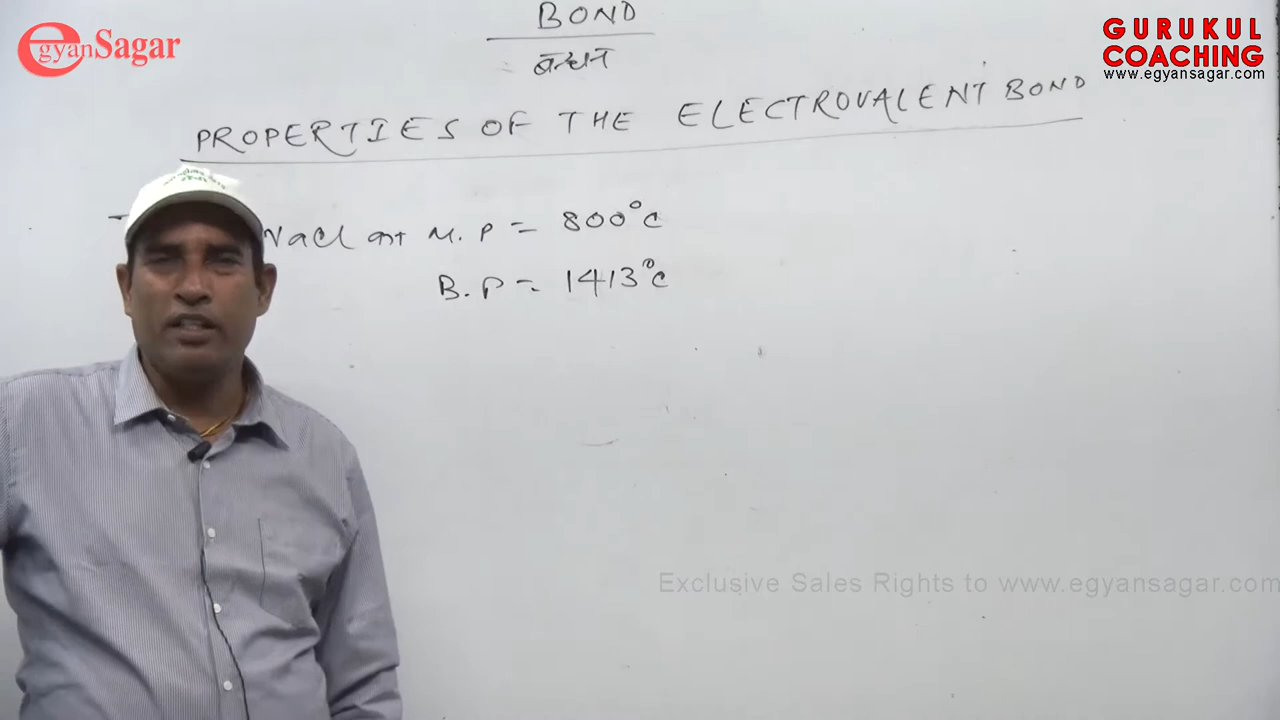 egyanSagar
GURUKUL
COACHING
www.egyansagar.com
BOND
बन्धन
PROPERTIES OF THE ELECTROVALENT BOND
NaCl का M.P = 800°C
B.P = 1413°C
Exclusive Sales Rights to www.egyansagar.com